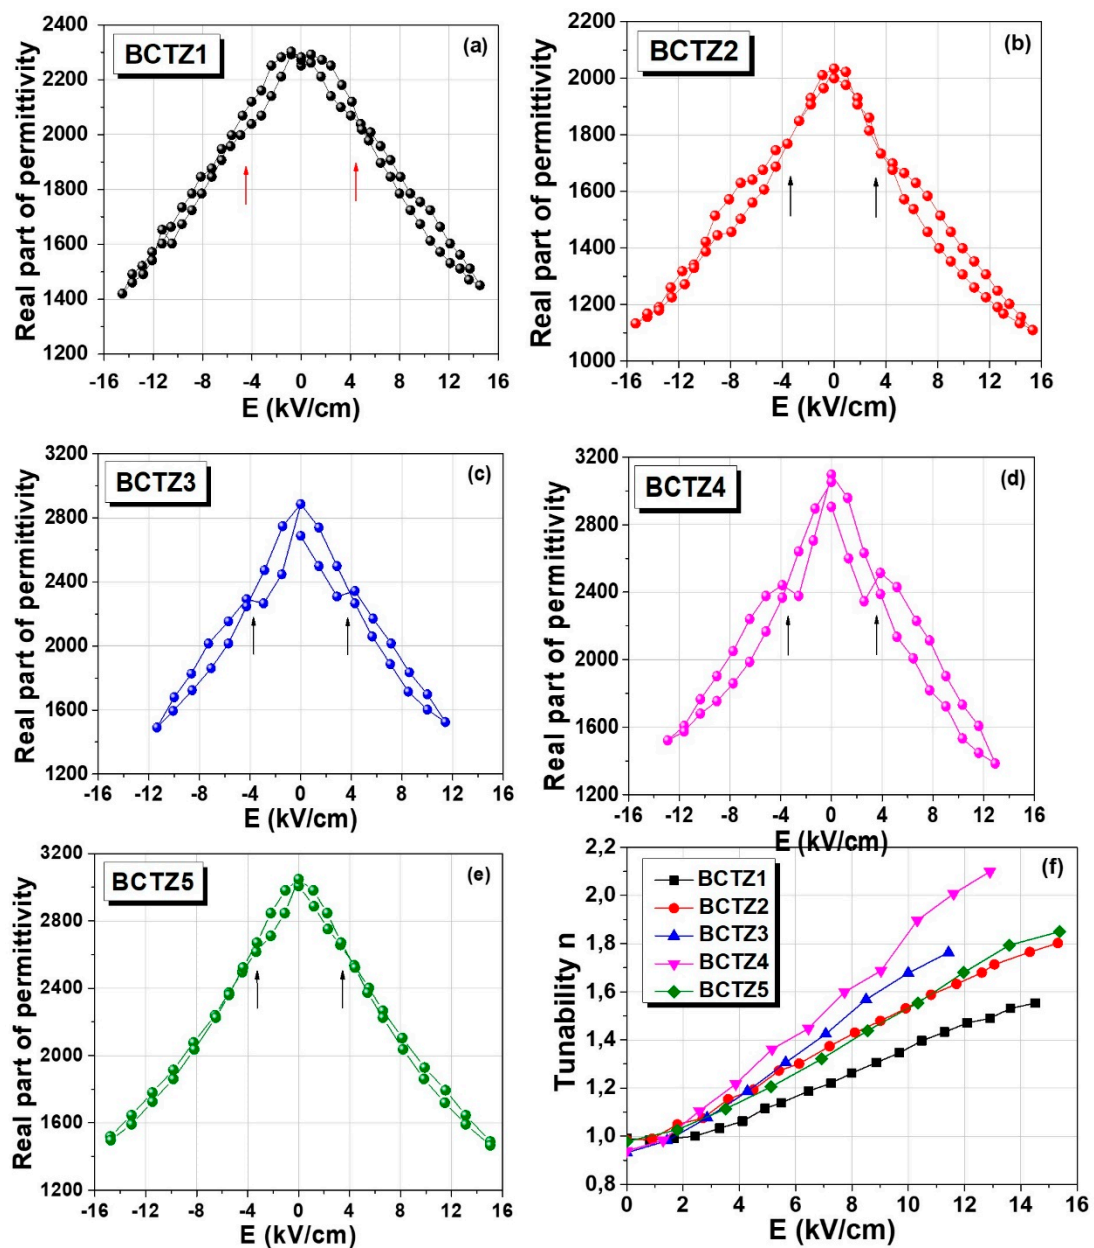 (a)
BCTZ1
Real part of permittivity
2400
2200
2000
1800
1600
1400
1200
-16 -12 -8 -4 0 4 8 12 16
E (kV/cm)
(b)
BCTZ2
Real part of permittivity
2000
1800
1600
1400
1200
1000
-16 -12 -8 -4 0 4 8 12 16
E (kV/cm)
(c)
BCTZ3
Real part of permittivity
3200
2800
2400
2000
1600
1200
-16 -12 -8 -4 0 4 8 12 16
E (kV/cm)
(d)
BCTZ4
Real part of permittivity
3200
2800
2400
2000
1600
1200
-16 -12 -8 -4 0 4 8 12 16
E (kV/cm)
(e)
BCTZ5
Real part of permittivity
3200
2800
2400
2000
1600
1200
-16 -12 -8 -4 0 4 8 12 16
E (kV/cm)
(f)
BCTZ1
BCTZ2
BCTZ3
BCTZ4
BCTZ5
Tunability n
2,2
2,0
1,8
1,6
1,4
1,2
1,0
0,8
0 2 4 6 8 10 12 14 16
E (kV/cm)